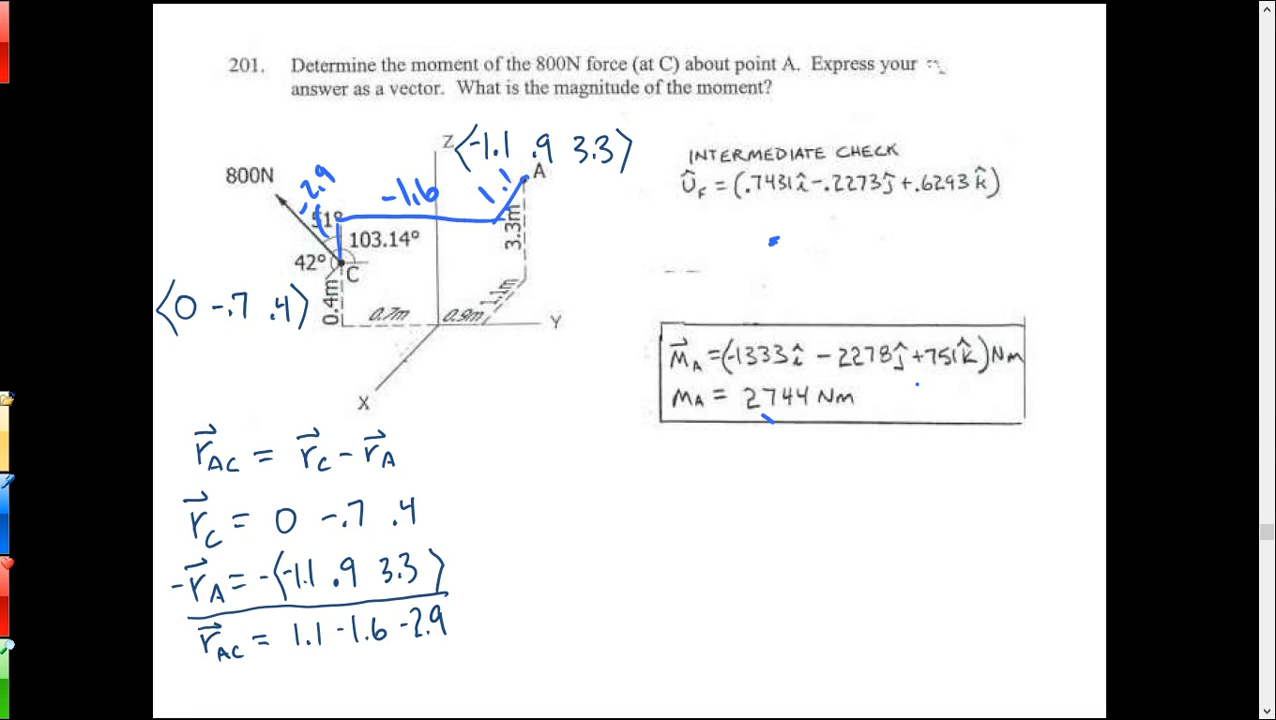 201. Determine the moment of the 800N force (at C) about point A. Express your
answer as a vector. What is the magnitude of the moment?
Z
⟨-1.1 .9 3.3⟩
A
INTERMEDIATE CHECK
Û_F = (.7431î - .2273ĵ + .6293k̂)
800N
-2.9
-1.6
1.1
51°
103.14°
3.3m
42°
C
⟨0 -.7 .4⟩
0.4m
0.7m
0.9m
1.1m
Y
X
M⃗_A = (-1333î - 2278ĵ + 751k̂) Nm
M_A = 2744 Nm
r⃗_AC = r⃗_C - r⃗_A
r⃗_C = 0 -.7 .4
-r⃗_A = -⟨-1.1 .9 3.3⟩
r⃗_AC = 1.1 -1.6 -2.9